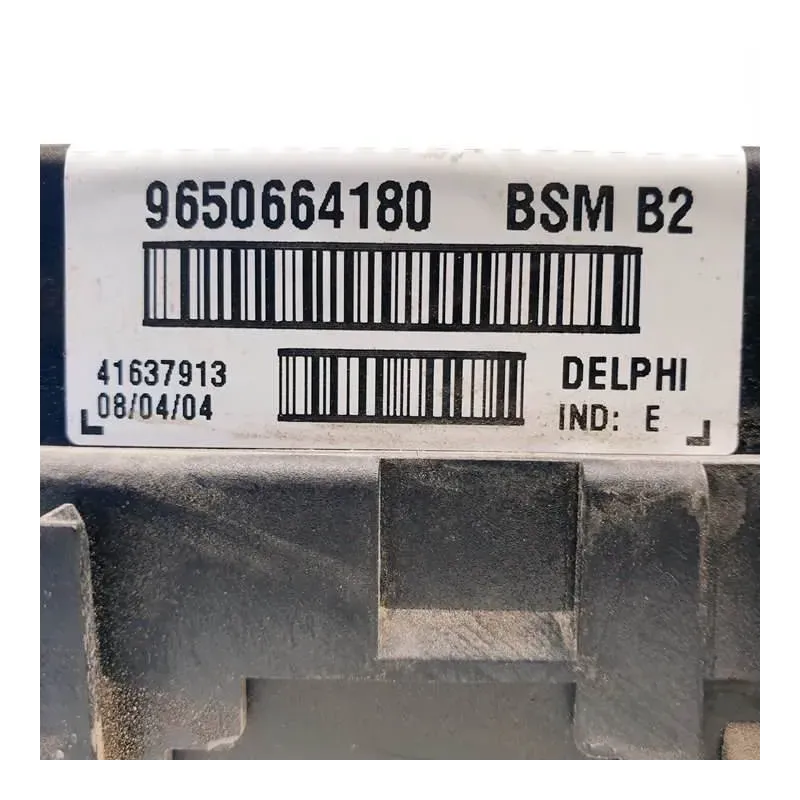 9650664180 BSM B2
41637913 DELPHI
08/04/04 IND: E